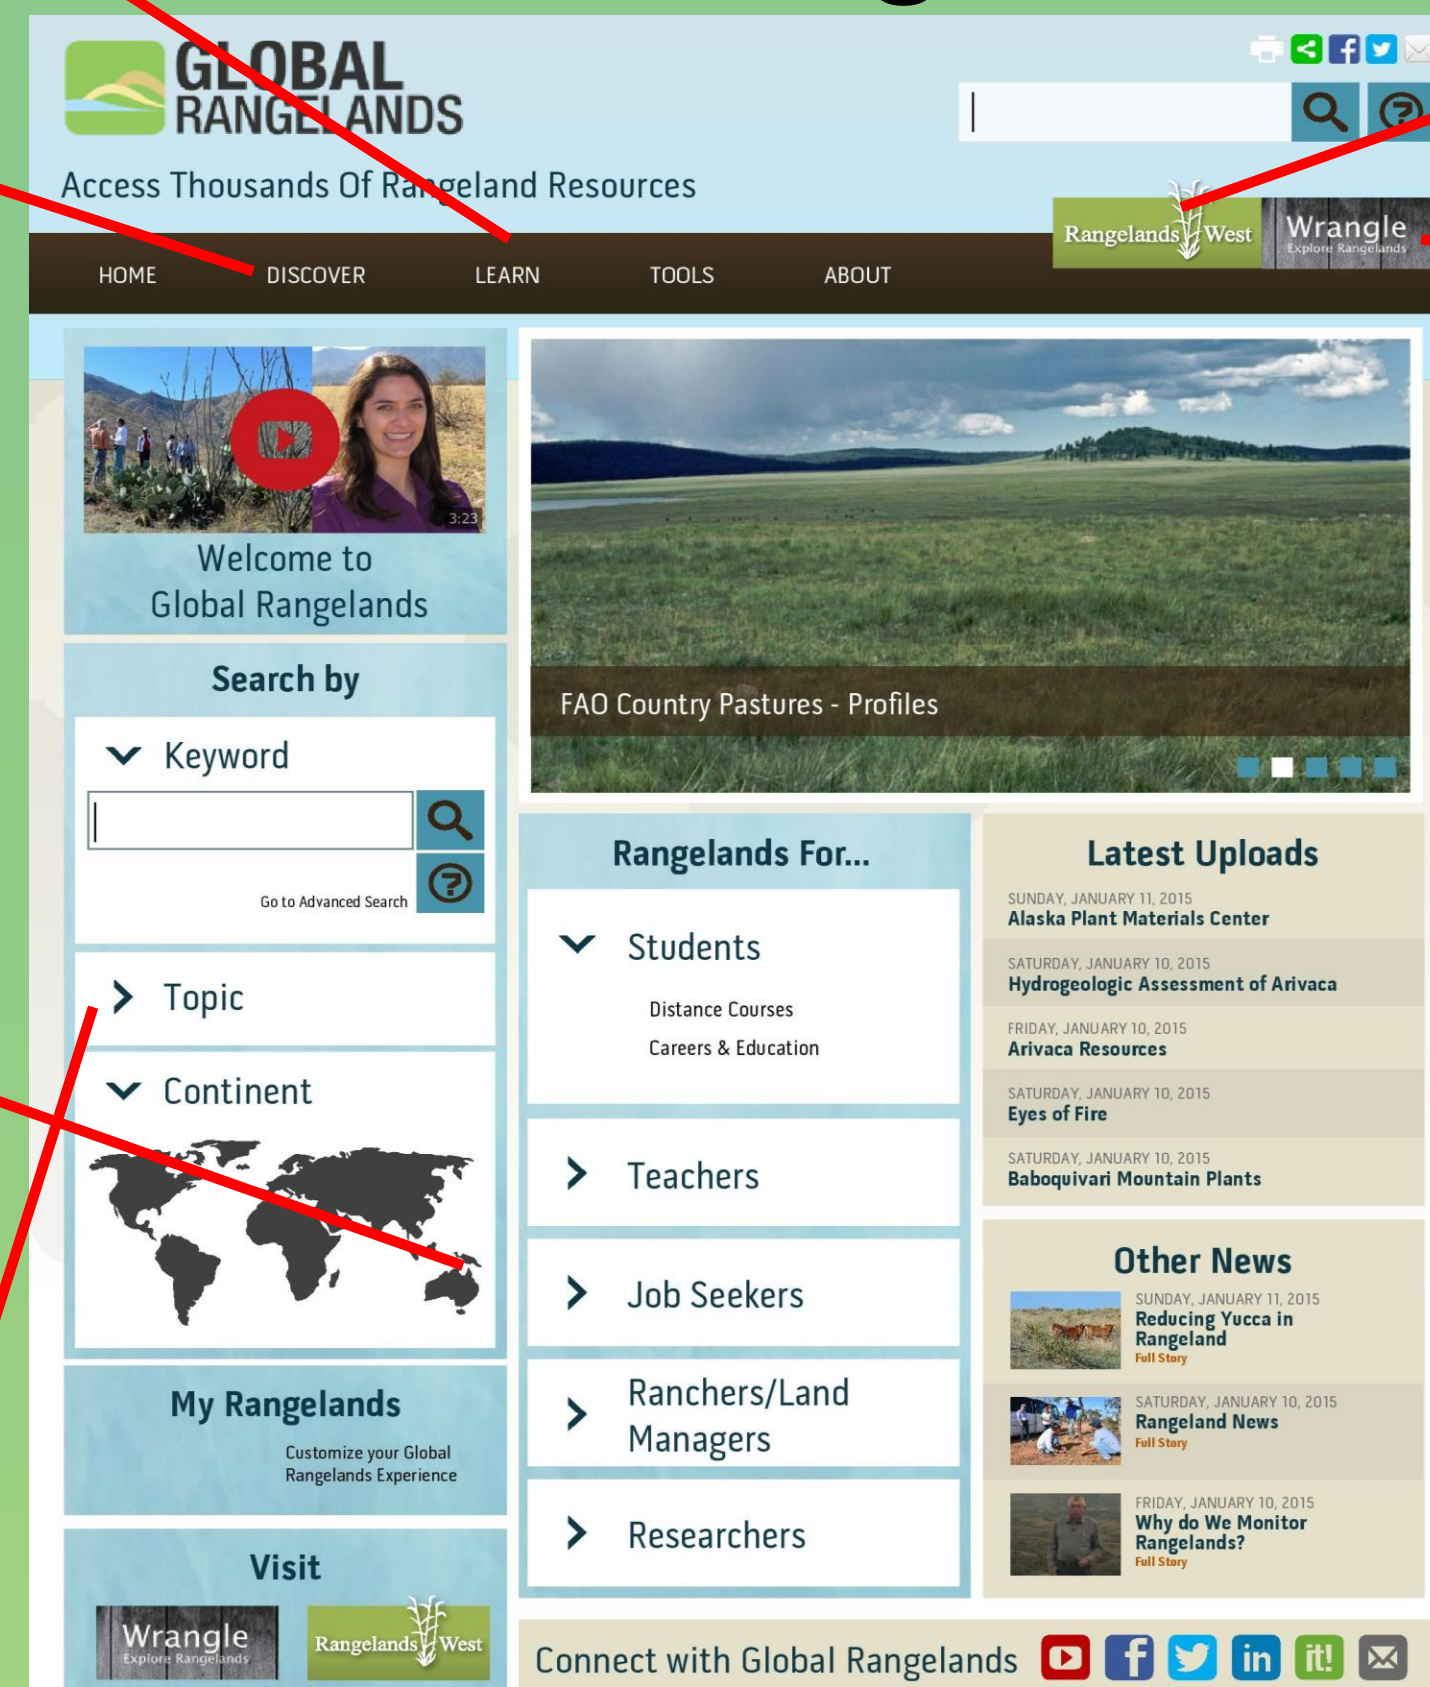 GLOBAL
RANGELANDS
Access Thousands Of Rangeland Resources
Rangelands West
Wrangle
Explore Rangelands
HOME DISCOVER LEARN TOOLS ABOUT
3:23
Welcome to
Global Rangelands
FAO Country Pastures - Profiles
Search by
Keyword
Go to Advanced Search
Topic
Continent
My Rangelands
Customize your Global
Rangelands Experience
Visit
Wrangle
Explore Rangelands
Rangelands West
Rangelands For...
Students
Distance Courses
Careers & Education
Teachers
Job Seekers
Ranchers/Land
Managers
Researchers
Latest Uploads
SUNDAY, JANUARY 11, 2015
Alaska Plant Materials Center
SATURDAY, JANUARY 10, 2015
Hydrogeologic Assessment of Arivaca
FRIDAY, JANUARY 10, 2015
Arivaca Resources
SATURDAY, JANUARY 10, 2015
Eyes of Fire
SATURDAY, JANUARY 10, 2015
Baboquivari Mountain Plants
Other News
SUNDAY, JANUARY 11, 2015
Reducing Yucca in
Rangeland
Full Story
SATURDAY, JANUARY 10, 2015
Rangeland News
Full Story
FRIDAY, JANUARY 10, 2015
Why do We Monitor
Rangelands?
Full Story
Connect with Global Rangelands
in
it!